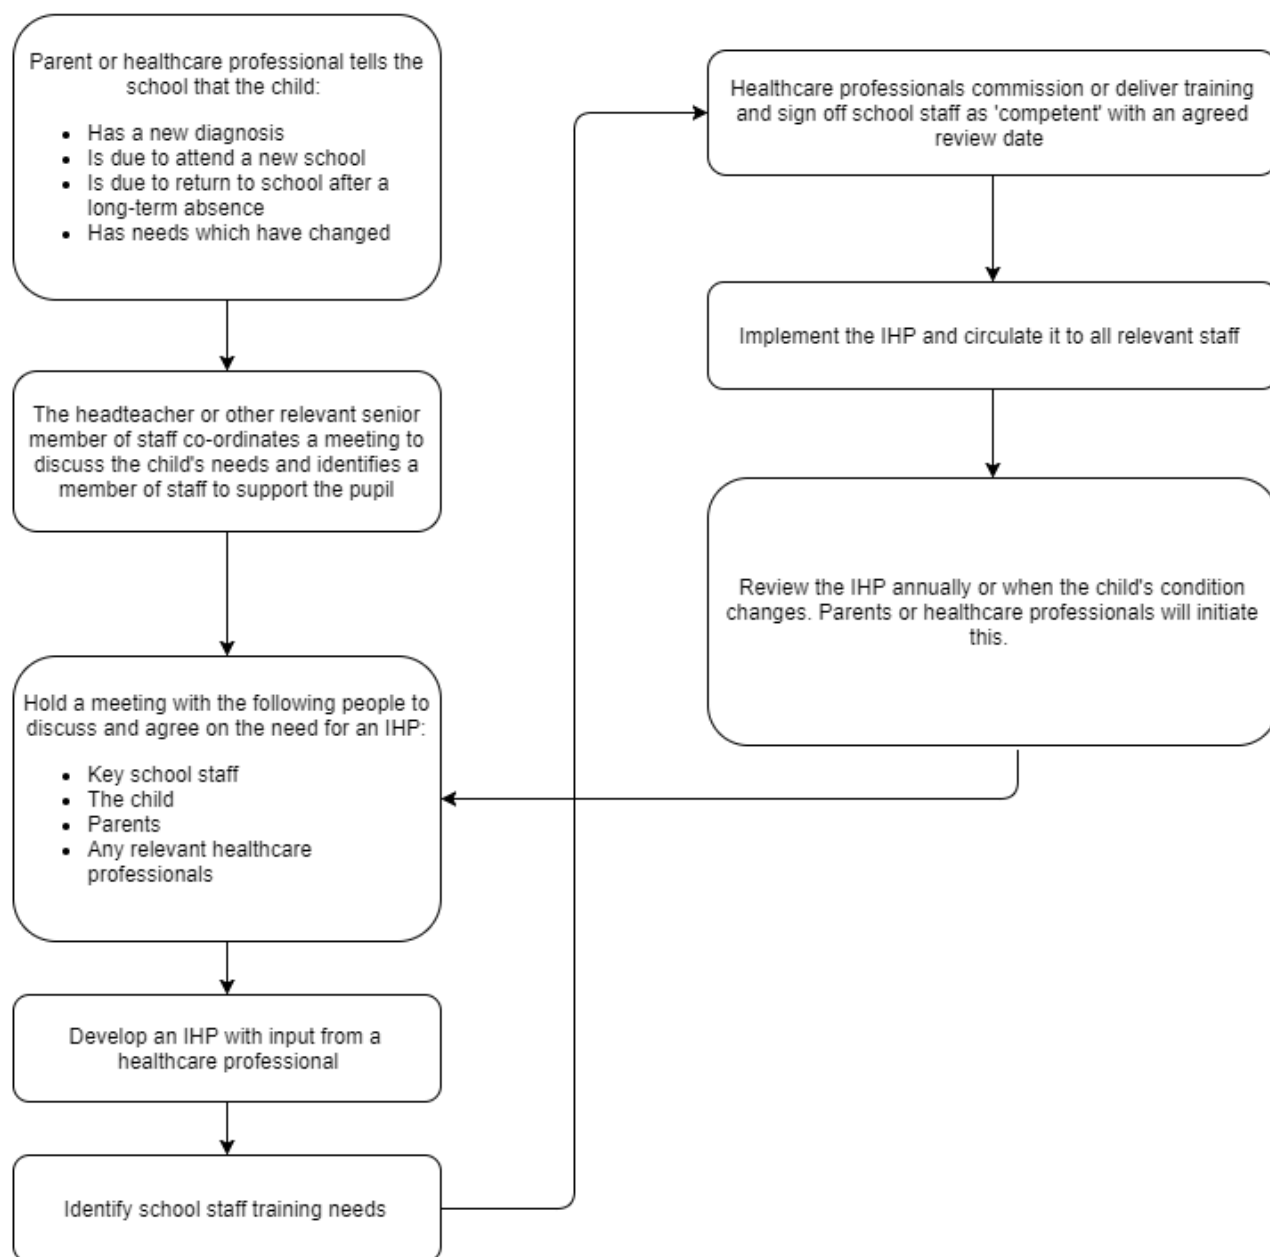 Parent or healthcare professional tells the
school that the child:
• Has a new diagnosis
• Is due to attend a new school
• Is due to return to school after a
long-term absence
• Has needs which have changed
The headteacher or other relevant senior
member of staff co-ordinates a meeting to
discuss the child's needs and identifies a
member of staff to support the pupil
Hold a meeting with the following people to
discuss and agree on the need for an IHP:
• Key school staff
• The child
• Parents
• Any relevant healthcare
professionals
Develop an IHP with input from a
healthcare professional
Identify school staff training needs
Healthcare professionals commission or deliver training
and sign off school staff as 'competent' with an agreed
review date
Implement the IHP and circulate it to all relevant staff
Review the IHP annually or when the child's condition
changes. Parents or healthcare professionals will initiate
this.